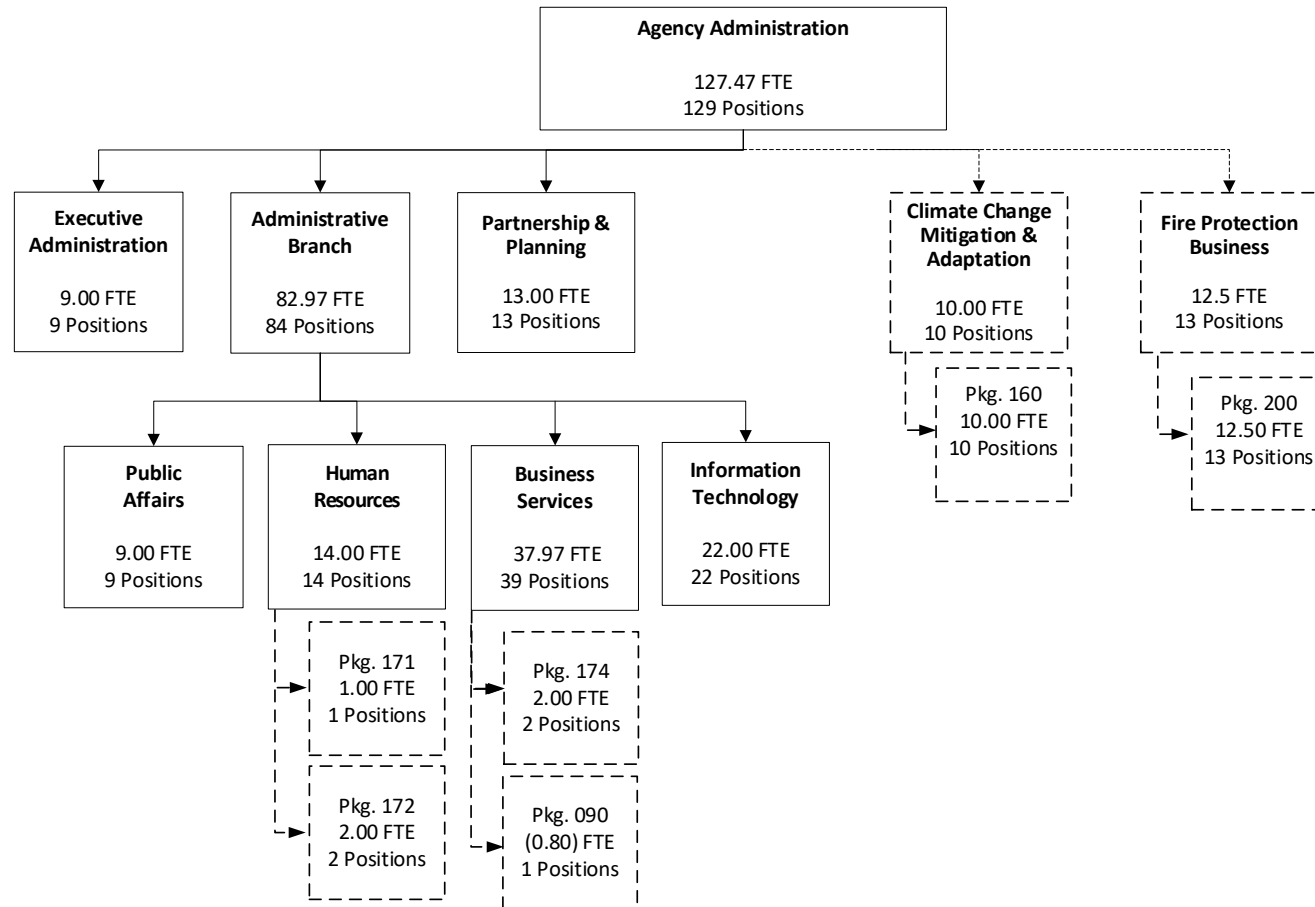 Agency Administration
127.47 FTE
129 Positions
Executive
Administration
9.00 FTE
9 Positions
Administrative
Branch
82.97 FTE
84 Positions
Partnership &
Planning
13.00 FTE
13 Positions
Climate Change
Mitigation &
Adaptation
10.00 FTE
10 Positions
Fire Protection
Business
12.5 FTE
13 Positions
Pkg. 160
10.00 FTE
10 Positions
Pkg. 200
12.50 FTE
13 Positions
Public
Affairs
9.00 FTE
9 Positions
Human
Resources
14.00 FTE
14 Positions
Business
Services
37.97 FTE
39 Positions
Information
Technology
22.00 FTE
22 Positions
Pkg. 171
1.00 FTE
1 Positions
Pkg. 174
2.00 FTE
2 Positions
Pkg. 172
2.00 FTE
2 Positions
Pkg. 090
(0.80) FTE
1 Positions